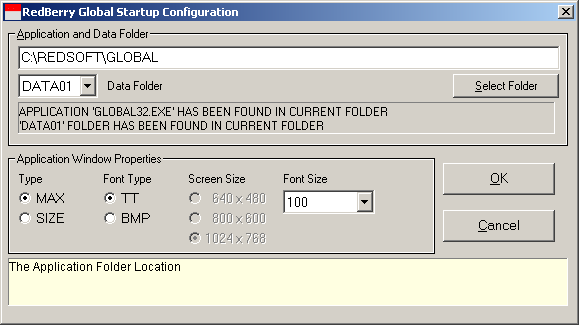 RedBerry Global Startup Configuration
Application and Data Folder
C:\REDSOFT\GLOBAL
DATA01 Data Folder Select Folder
APPLICATION 'GLOBAL32.EXE' HAS BEEN FOUND IN CURRENT FOLDER
'DATA01' FOLDER HAS BEEN FOUND IN CURRENT FOLDER
Application Window Properties
Type Font Type Screen Size Font Size
MAX TT 640 x 480 100
SIZE BMP 800 x 600
1024 x 768
OK
Cancel
The Application Folder Location